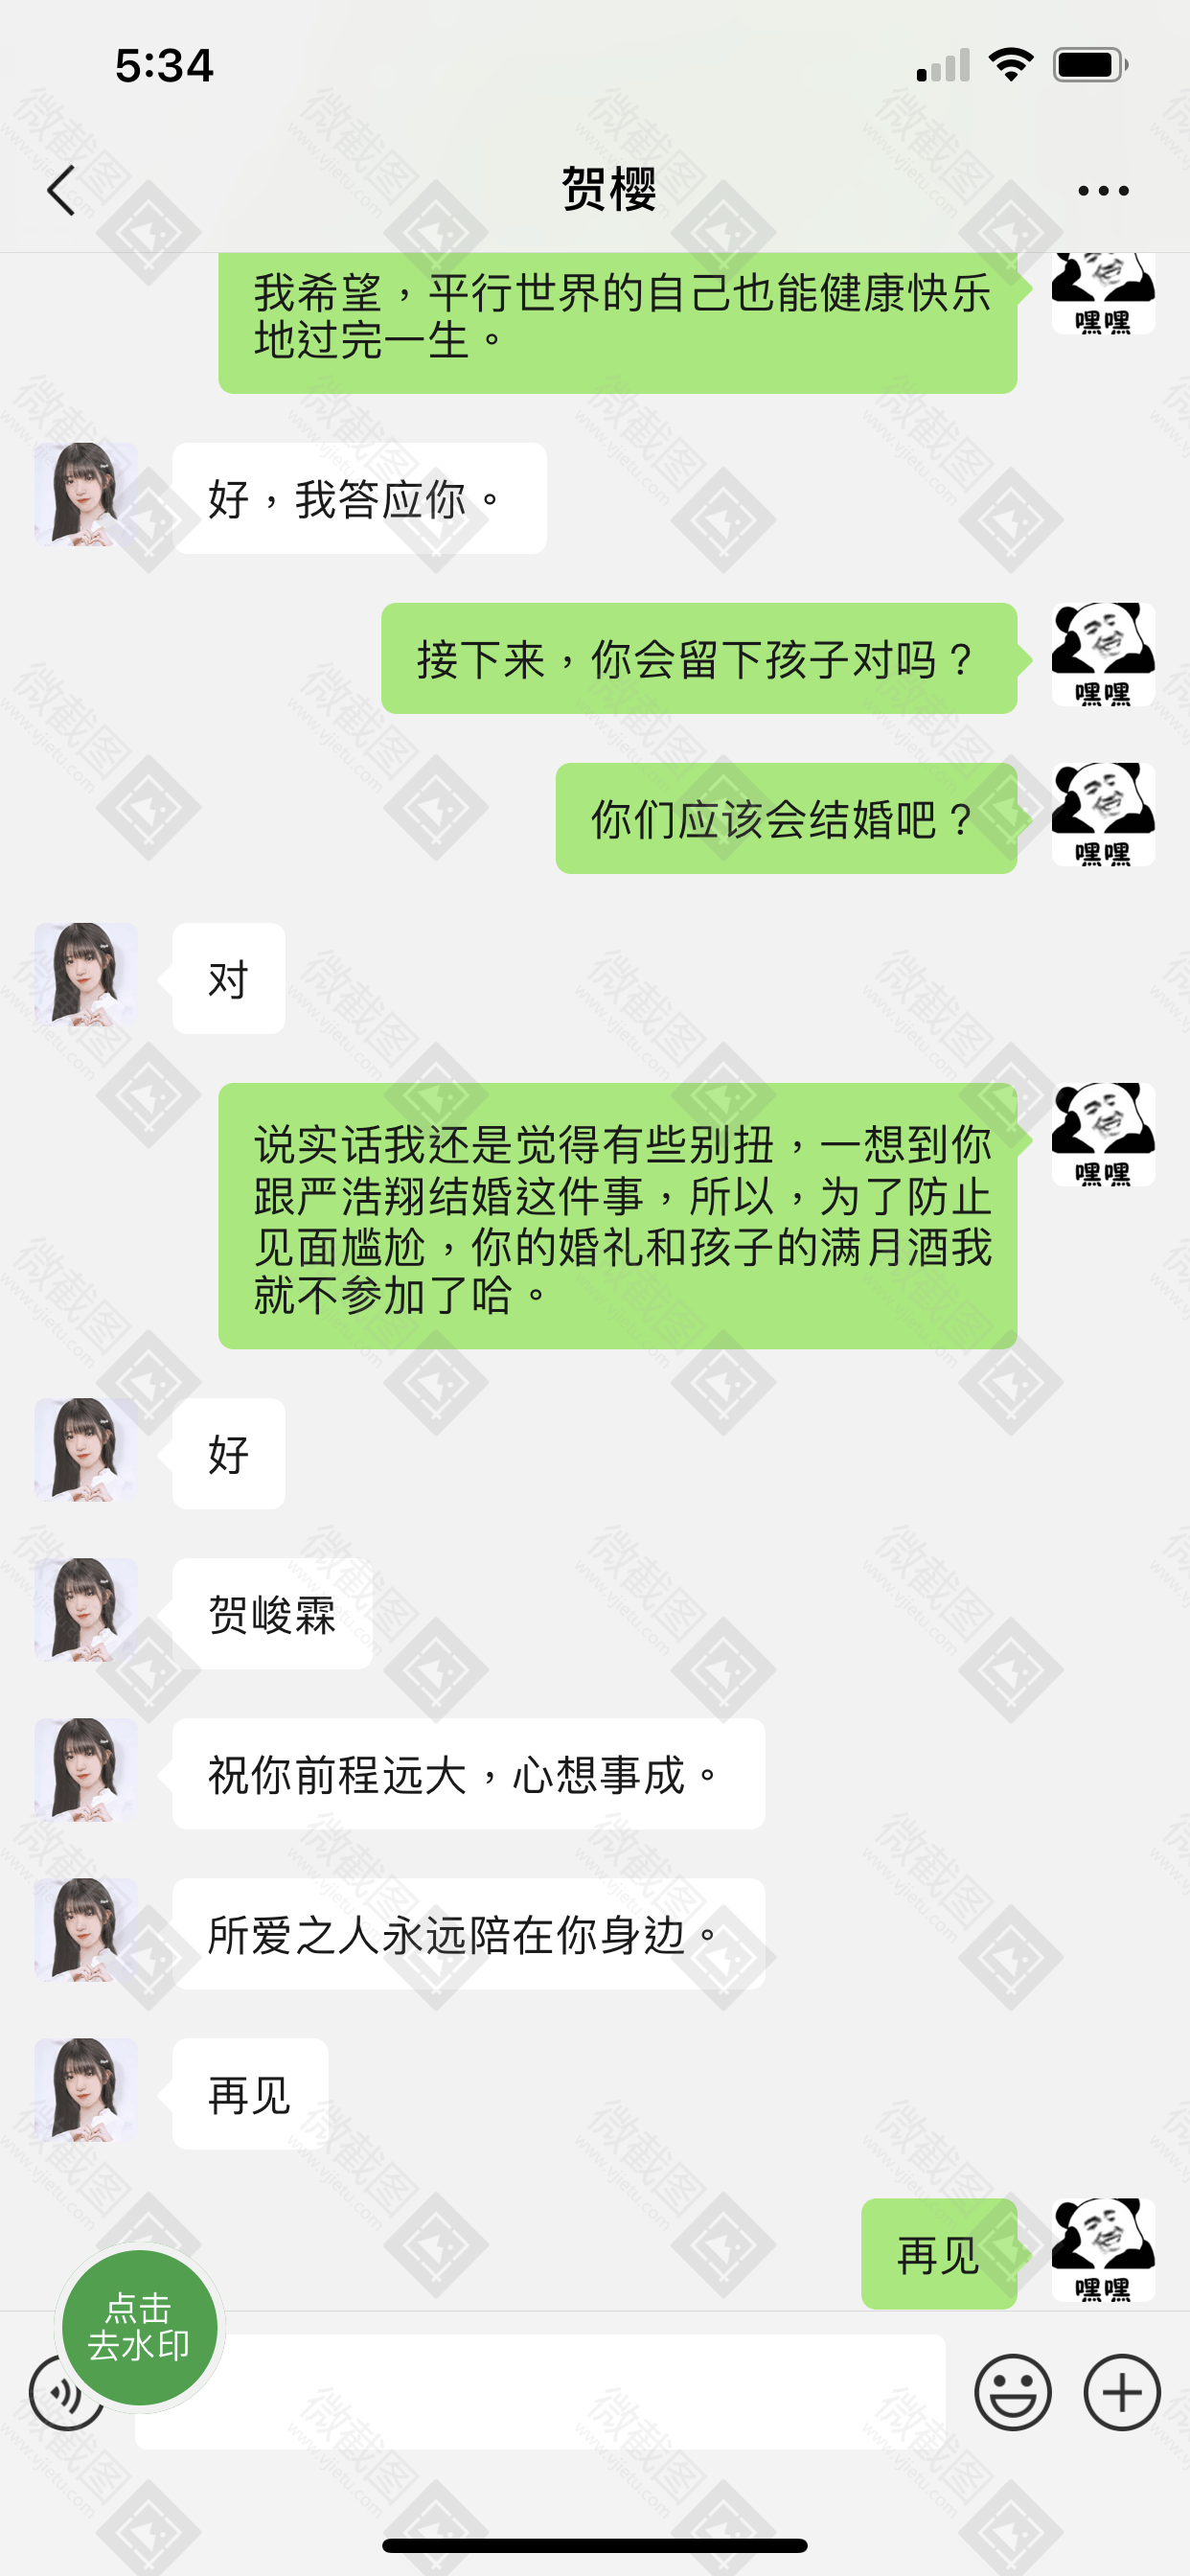 5:34
贺樱
我希望，平行世界的自己也能健康快乐
地过完一生。
嘿嘿
好，我答应你。
接下来，你会留下孩子对吗？
嘿嘿
你们应该会结婚吧？
嘿嘿
对
说实话我还是觉得有些别扭，一想到你
跟严浩翔结婚这件事，所以，为了防止
见面尴尬，你的婚礼和孩子的满月酒我
就不参加了哈。
嘿嘿
好
贺峻霖
祝你前程远大，心想事成。
所爱之人永远陪在你身边。
再见
再见
嘿嘿
点击
去水印
微截图
www.vjietu.com